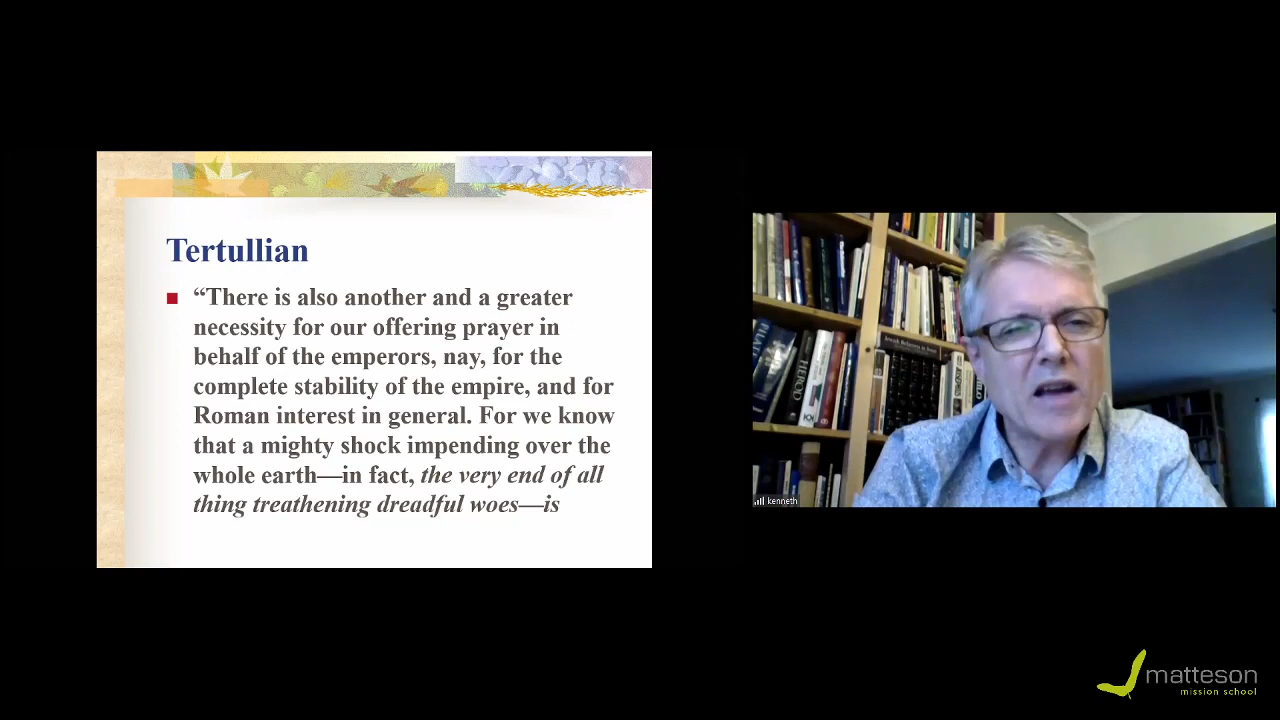 Tertullian
“There is also another and a greater
necessity for our offering prayer in
behalf of the emperors, nay, for the
complete stability of the empire, and for
Roman interest in general. For we know
that a mighty shock impending over the
whole earth—in fact, the very end of all
thing treathening dreadful woes—is
PILATE
HEROD
kenneth
matteson
mission school